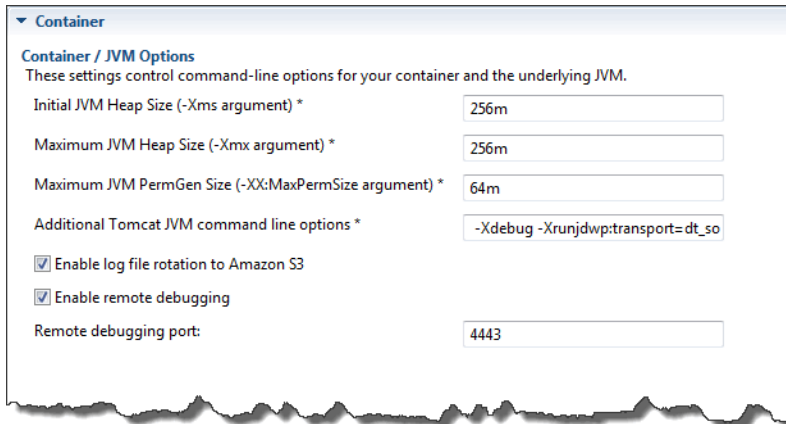 Container
Container / JVM Options
These settings control command-line options for your container and the underlying JVM.
Initial JVM Heap Size (-Xms argument) *
256m
Maximum JVM Heap Size (-Xmx argument) *
256m
Maximum JVM PermGen Size (-XX:MaxPermSize argument) *
64m
Additional Tomcat JVM command line options *
-Xdebug -Xrunjdwp:transport=dt_so
Enable log file rotation to Amazon S3
Enable remote debugging
Remote debugging port:
4443